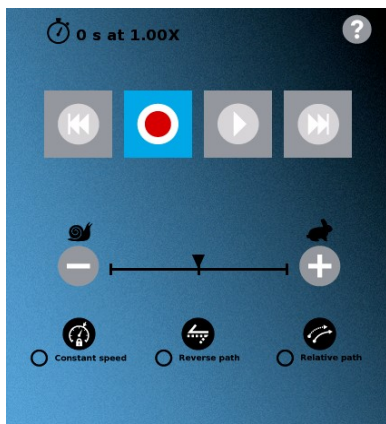 0 s at 1.00X
?
Constant speed
Reverse path
Relative path